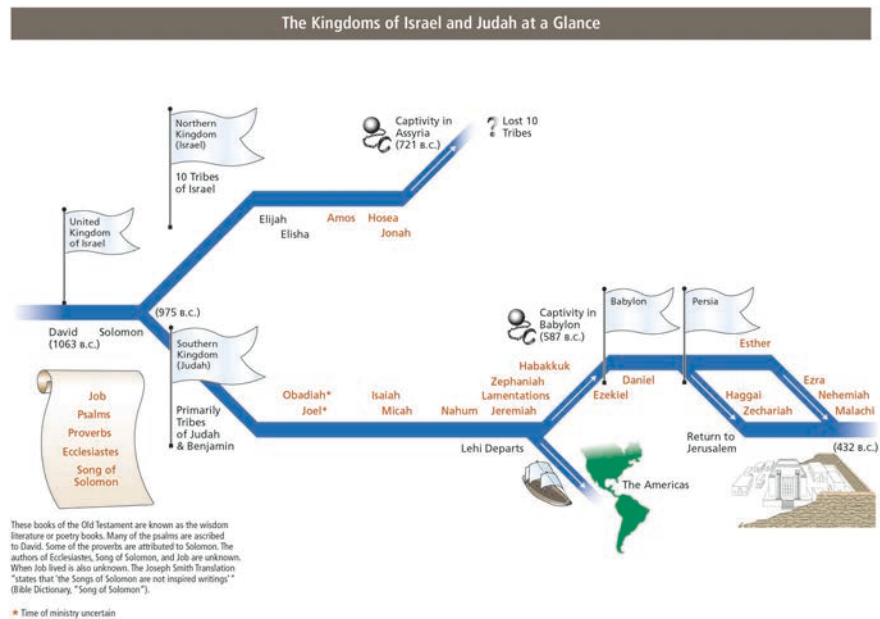 The Kingdoms of Israel and Judah at a Glance
Northern
Kingdom
(Israel)
10 Tribes
of Israel
Captivity in
Assyria
(721 B.C.)
? Lost 10
Tribes
United
Kingdom
of Israel
Elijah
Elisha
Amos
Hosea
Jonah
David
(1063 B.C.)
Solomon
(975 B.C.)
Southern
Kingdom
(Judah)
Primarily
Tribes
of Judah
& Benjamin
Obadiah*
Joel*
Isaiah
Micah
Nahum
Habakkuk
Zephaniah
Lamentations
Jeremiah
Lehi Departs
Captivity in
Babylon
(587 B.C.)
Babylon
Persia
Ezekiel
Daniel
Esther
Haggai
Zechariah
Ezra
Nehemiah
Malachi
Return to
Jerusalem
(432 B.C.)
The Americas
Job
Psalms
Proverbs
Ecclesiastes
Song of
Solomon
These books of the Old Testament are known as the wisdom
literature or poetry books. Many of the psalms are ascribed
to David. Some of the proverbs are attributed to Solomon. The
authors of Ecclesiastes, Song of Solomon, and Job are unknown.
When Job lived is also unknown. The Joseph Smith Translation
"states that 'the Songs of Solomon are not inspired writings' "
(Bible Dictionary, "Song of Solomon").
* Time of ministry uncertain